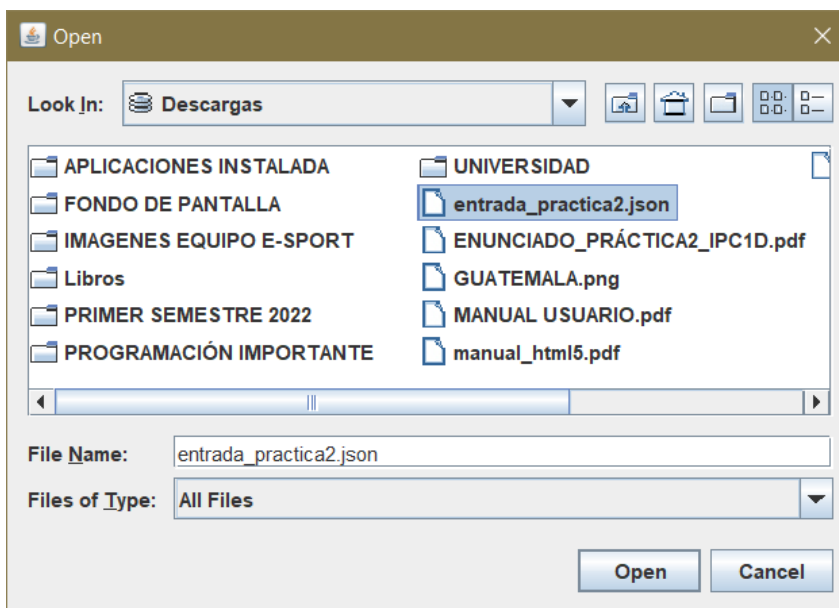 Open
Look In: Descargas
APLICACIONES INSTALADA
FONDO DE PANTALLA
IMAGENES EQUIPO E-SPORT
Libros
PRIMER SEMESTRE 2022
PROGRAMACIÓN IMPORTANTE
UNIVERSIDAD
entrada_practica2.json
ENUNCIADO_PRÁCTICA2_IPC1D.pdf
GUATEMALA.png
MANUAL USUARIO.pdf
manual_html5.pdf
File Name: entrada_practica2.json
Files of Type: All Files
Open Cancel